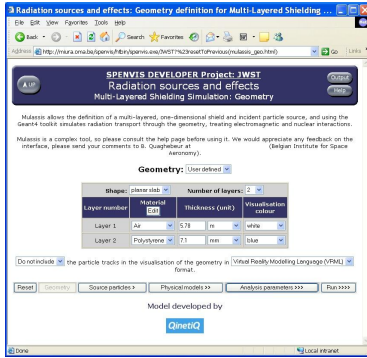 Radiation sources and effects: Geometry definition for Multi-Layered Shielding ...
File Edit View Favorites Tools Help
Back Search Favorites
Address http://miura.oma.be/spenvis/htbin/spenvis.exe/JWST?%23resetToPrevious(mulassis_geo.html) Go Links
UP
SPENVIS DEVELOPER Project: JWST
Radiation sources and effects
Multi-Layered Shielding Simulation: Geometry
Output
Help
Mulassis allows the definition of a multi-layered, one-dimensional shield and incident particle source, and using the
Geant4 toolkit simulates radiation transport through the geometry, treating electromagnetic and nuclear interactions.
Mulassis is a complex tool, so please consult the help page before using it. We would appreciate any feedback on the
interface, please send your comments to B. Quaghebeur at (Belgian Institute for Space
Aeronomy).
Geometry: User defined
Shape: planar slab Number of layers: 2
Layer number Material Edit Thickness (unit) Visualisation colour
Layer 1 Air 5.78 m white
Layer 2 Polystyrene 7.1 mm blue
Do not include the particle tracks in the visualisation of the geometry in Virtual Reality Modelling Language (VRML)
format.
Reset Geometry Source particles > Physical models >> Analysis parameters >>> Run >>>>
Model developed by
QinetiQ
Done Local intranet